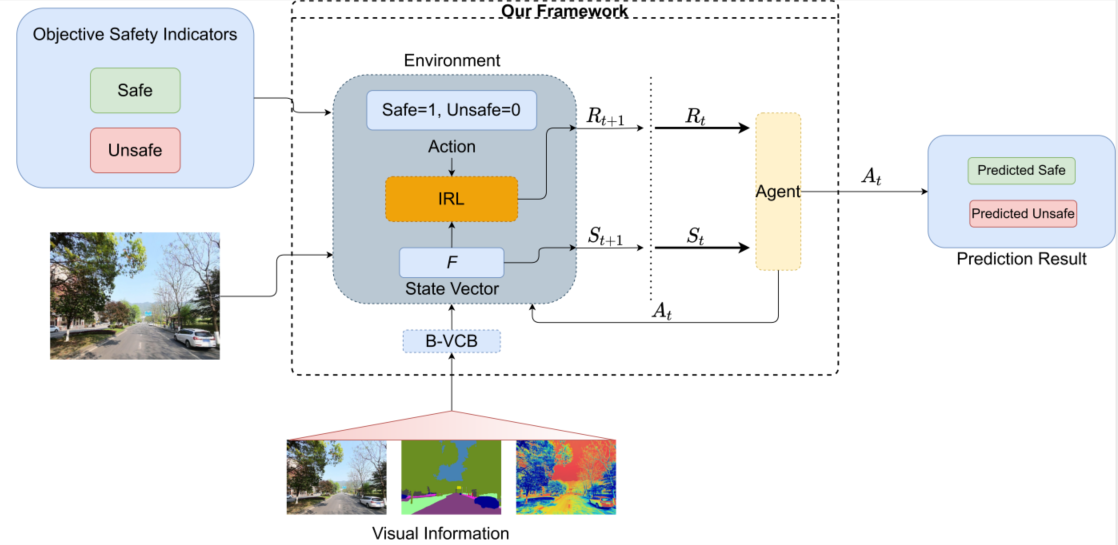 Our Framework
Objective Safety Indicators
Safe
Unsafe
Environment
Safe=1, Unsafe=0
Action
IRL
F
State Vector
B-VCB
R_{t+1}
R_t
S_{t+1}
S_t
Agent
A_t
A_t
Predicted Safe
Predicted Unsafe
Prediction Result
Visual Information